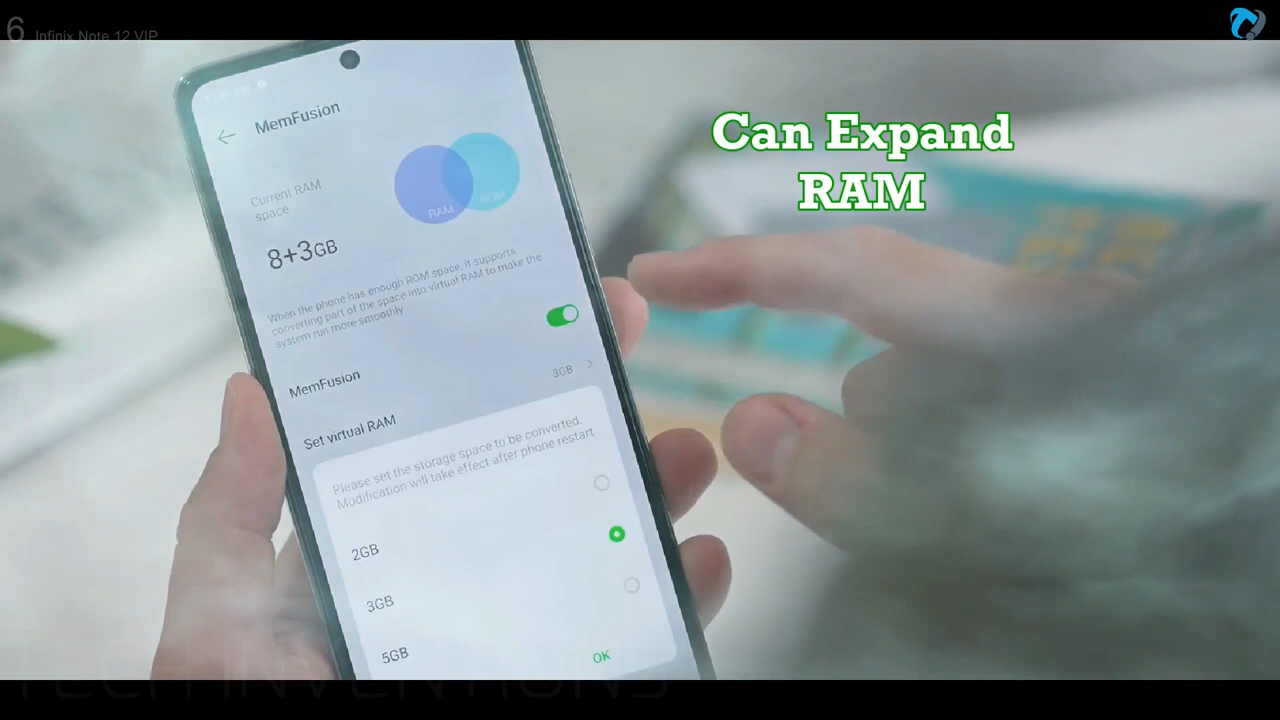 6 Infinix Note 12 VIP
Can Expand
RAM
MemFusion
Current RAM
space
RAM
ROM
8+3GB
When the phone has enough ROM space, it supports
converting part of the space into virtual RAM to make the
system run more smoothly
MemFusion
Set virtual RAM 3GB
Please set the storage space to be converted.
Modification will take effect after phone restart
2GB
3GB
5GB
OK
TECH INVENTIONS